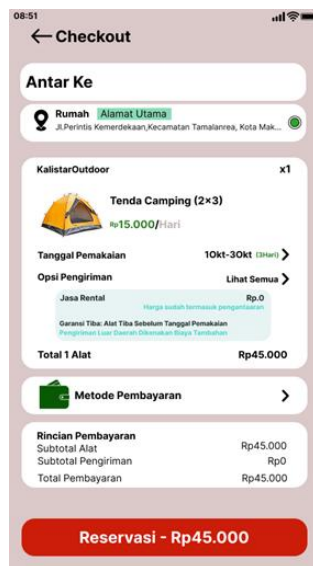 08:51
Checkout
Antar Ke
Rumah Alamat Utama
Jl.Perintis Kemerdekaan,Kecamatan Tamalanrea, Kota Mak...
KalistarOutdoor x1
Tenda Camping (2x3)
Rp15.000/Hari
Tanggal Pemakaian 1Okt-3Okt (3Hari)
Opsi Pengiriman Lihat Semua
Jasa Rental Rp.0
Harga sudah termasuk pengantaaran
Garansi Tiba: Alat Tiba Sebelum Tanggal Pemakaian
Pengiriman Luar Daerah Dikenakan Biaya Tambahan
Total 1 Alat Rp45.000
Metode Pembayaran
Rincian Pembayaran
Subtotal Alat Rp45.000
Subtotal Pengiriman Rp0
Total Pembayaran Rp45.000
Reservasi - Rp45.000